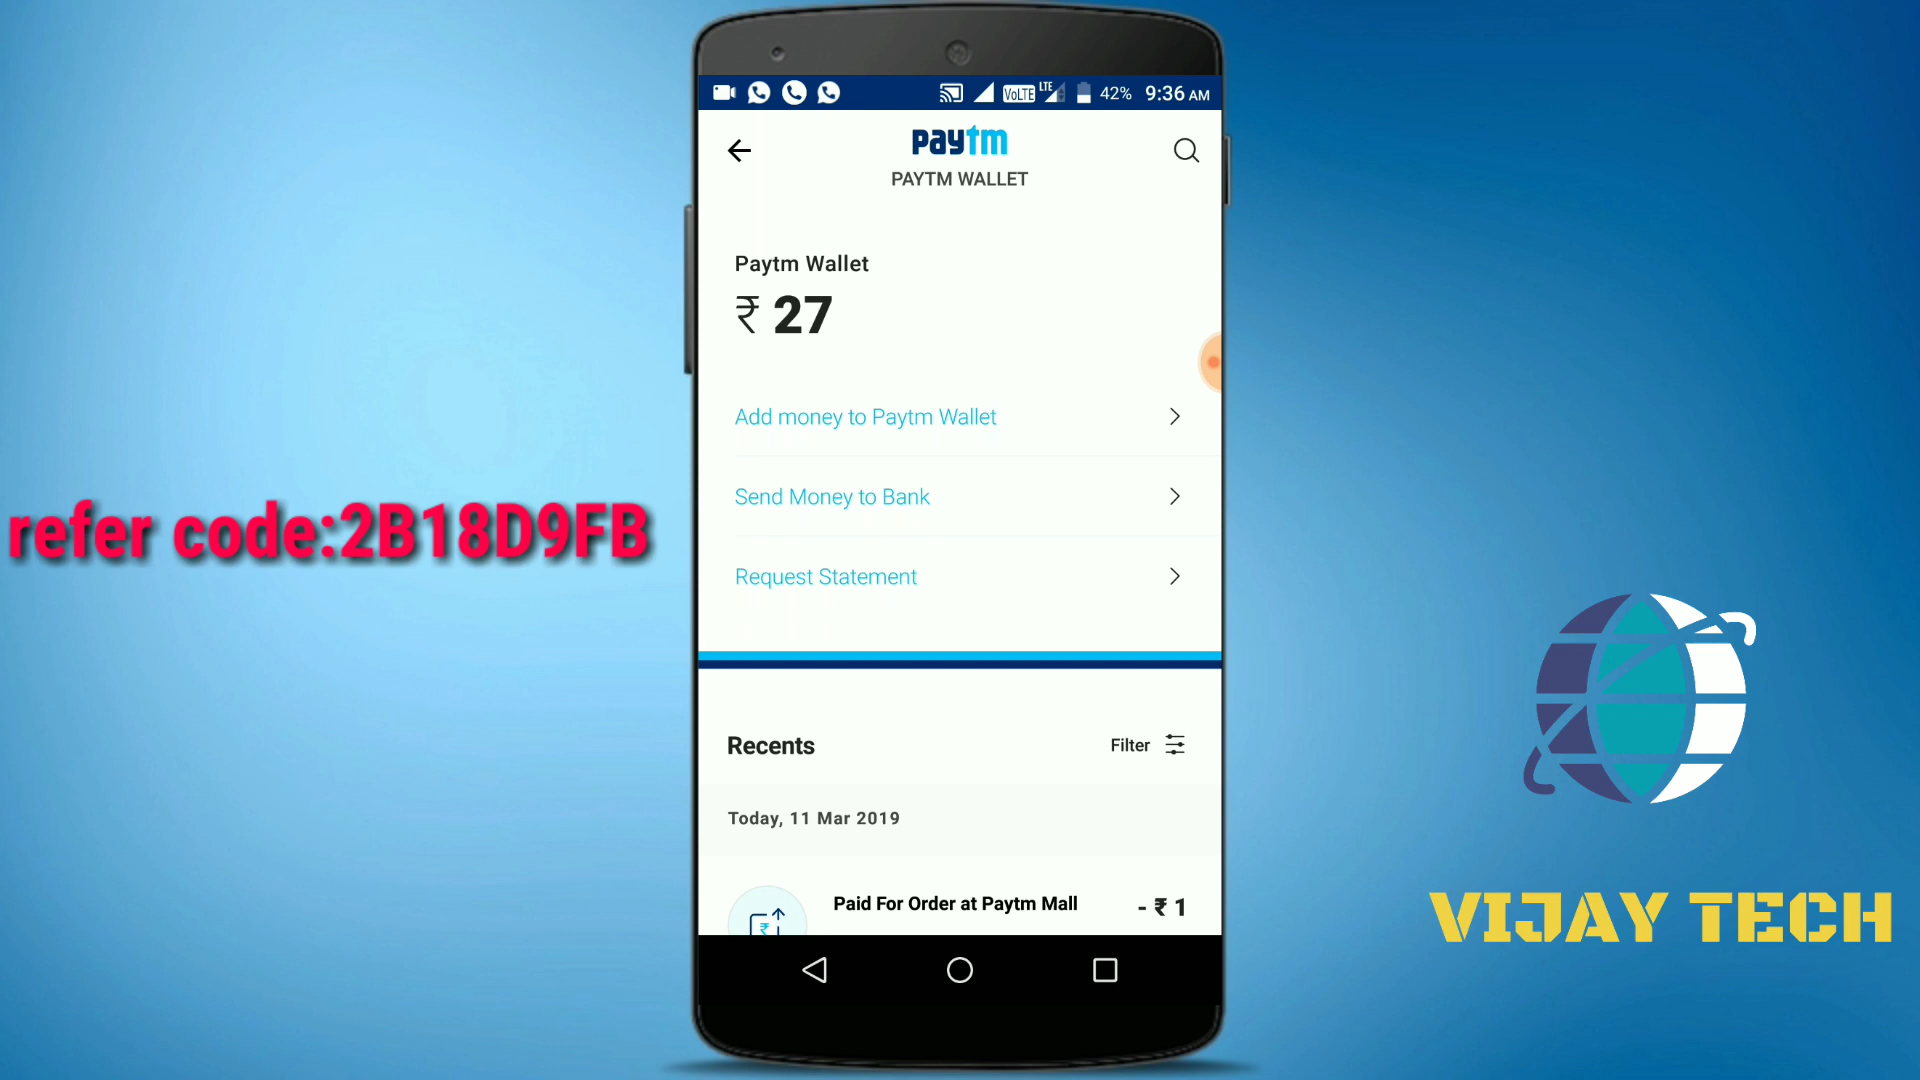 VoLTE LTE 42% 9:36 AM
paytm
PAYTM WALLET
Paytm Wallet
₹ 27
Add money to Paytm Wallet
Send Money to Bank
Request Statement
refer code:2B18D9FB
Recents
Filter
Today, 11 Mar 2019
Paid For Order at Paytm Mall
- ₹ 1
₹
VIJAY TECH